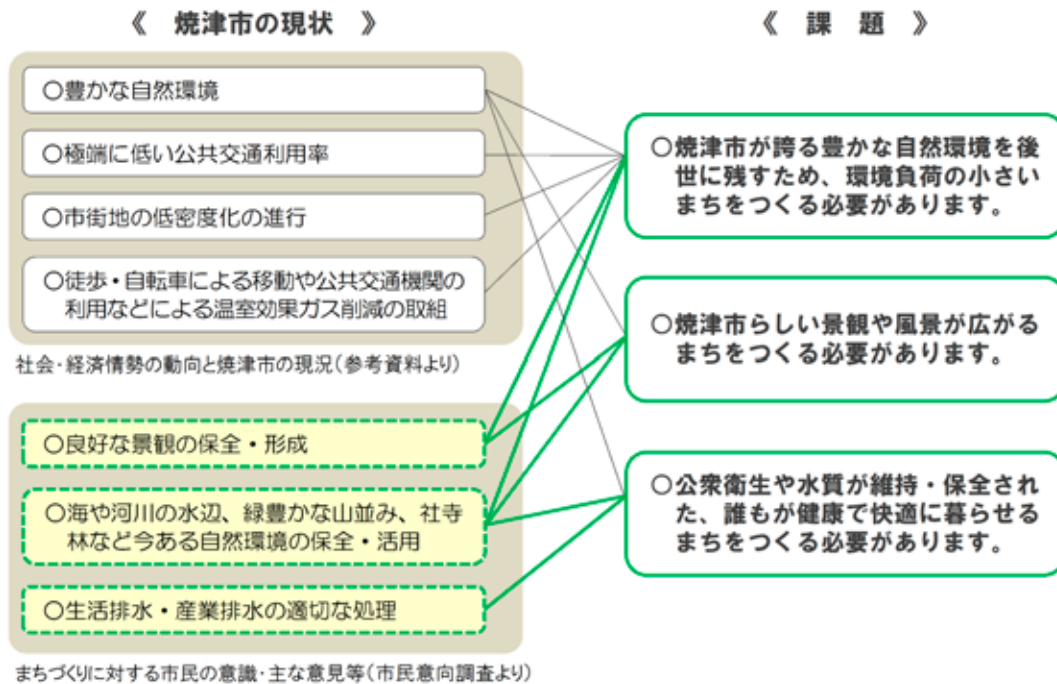 《 焼津市の現状 》
《 課 題 》
○豊かな自然環境
○極端に低い公共交通利用率
○市街地の低密度化の進行
○徒歩・自転車による移動や公共交通機関の
利用などによる温室効果ガス削減の取組
社会・経済情勢の動向と焼津市の現況(参考資料より)
○良好な景観の保全・形成
○海や河川の水辺、緑豊かな山並み、社寺
林など今ある自然環境の保全・活用
○生活排水・産業排水の適切な処理
まちづくりに対する市民の意識・主な意見等(市民意向調査より)
○焼津市が誇る豊かな自然環境を後
世に残すため、環境負荷の小さい
まちをつくる必要があります。
○焼津市らしい景観や風景が広がる
まちをつくる必要があります。
○公衆衛生や水質が維持・保全され
た、誰もが健康で快適に暮らせる
まちをつくる必要があります。